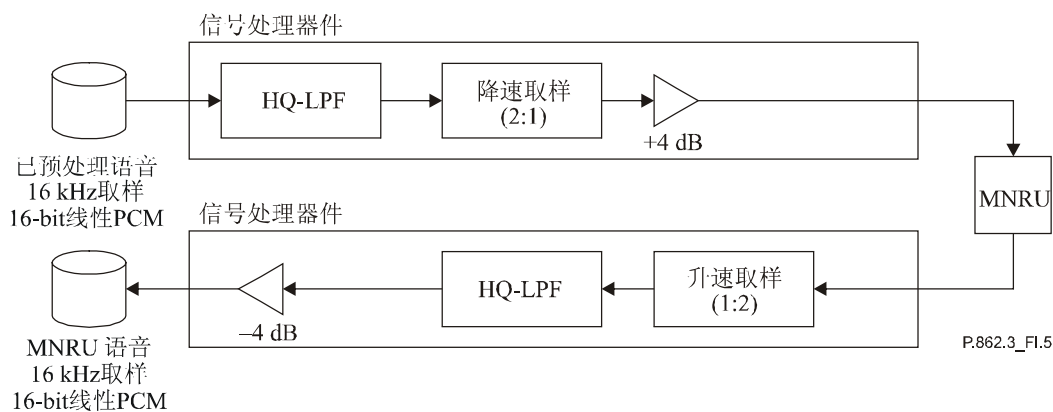 信号处理器件
HQ-LPF
降速取样
(2:1)
+4 dB
已预处理语音
16 kHz取样
16-bit线性PCM
MNRU
信号处理器件
升速取样
(1:2)
HQ-LPF
–4 dB
MNRU 语音
16 kHz取样
16-bit线性PCM
P.862.3_FI.5